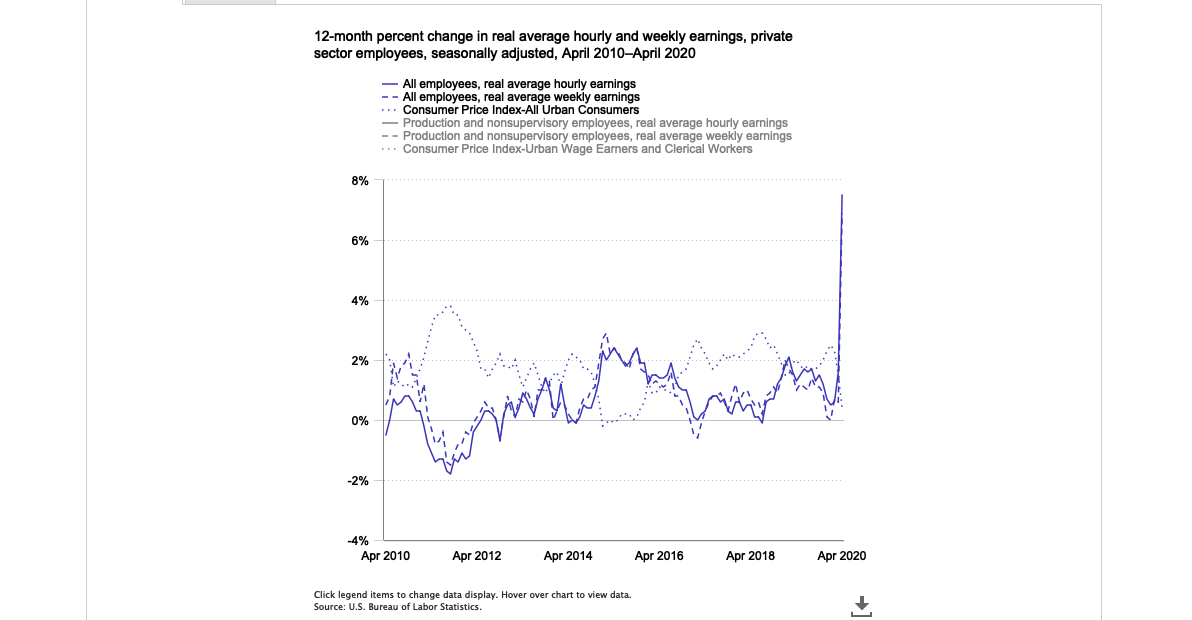 12-month percent change in real average hourly and weekly earnings, private
sector employees, seasonally adjusted, April 2010–April 2020
All employees, real average hourly earnings
All employees, real average weekly earnings
Consumer Price Index-All Urban Consumers
Production and nonsupervisory employees, real average hourly earnings
Production and nonsupervisory employees, real average weekly earnings
Consumer Price Index-Urban Wage Earners and Clerical Workers
8%
6%
4%
2%
0%
-2%
-4%
Apr 2010 Apr 2012 Apr 2014 Apr 2016 Apr 2018 Apr 2020
Click legend items to change data display. Hover over chart to view data.
Source: U.S. Bureau of Labor Statistics.